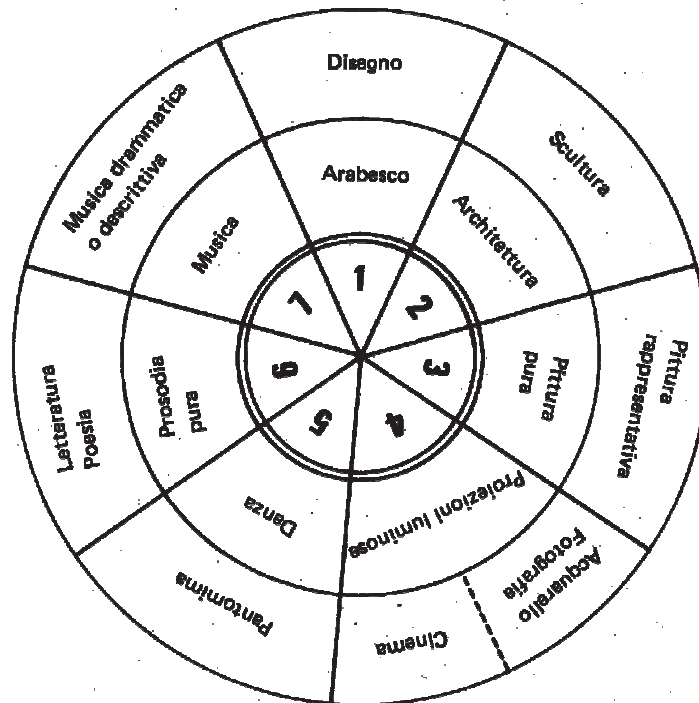 Disegno
Arabesco
1
Scultura
Architettura
2
Pittura
rappresentativa
Pittura
pura
3
Acquarello
Fotografia
Cinema
Proiezioni luminose
4
Pantomima
Danza
5
Letteratura
Poesia
Prosodia
pura
6
Musica drammatica
o descrittiva
Musica
7